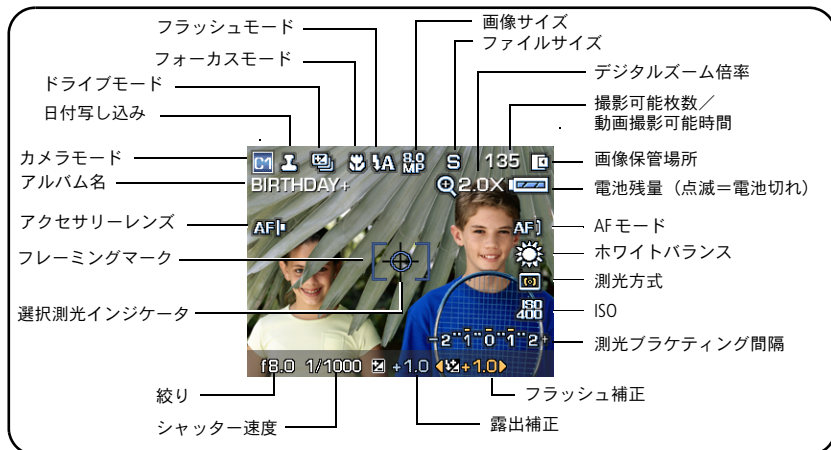 フラッシュモード
フォーカスモード
ドライブモード
日付写し込み
カメラモード
アルバム名
アクセサリーレンズ
フレーミングマーク
選択測光インジケータ
絞り
シャッター速度
画像サイズ
ファイルサイズ
デジタルズーム倍率
撮影可能枚数／
動画撮影可能時間
画像保管場所
電池残量（点滅＝電池切れ）
AFモード
ホワイトバランス
測光方式
ISO
測光ブラケティング間隔
フラッシュ補正
露出補正
C1 A 8.0 MP S 135
BIRTHDAY+ 2.0X
AF AF
ISO
400
-2 1 0 1 2+
f8.0 1/1000 +1.0 +1.0